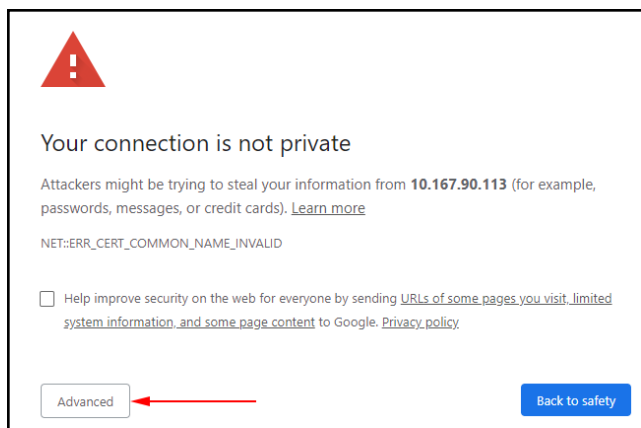 Your connection is not private
Attackers might be trying to steal your information from 10.167.90.113 (for example,
passwords, messages, or credit cards). Learn more
NET::ERR_CERT_COMMON_NAME_INVALID
Help improve security on the web for everyone by sending URLs of some pages you visit, limited
system information, and some page content to Google. Privacy policy
Advanced
Back to safety